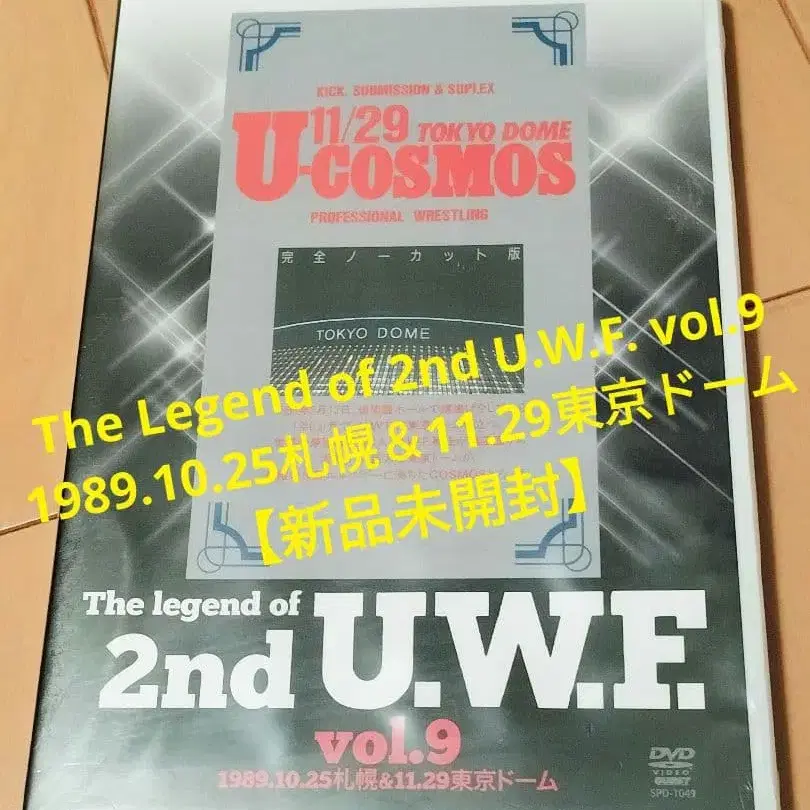 KICK, SUBMISSION & SUPLEX
11/29 TOKYO DOME
U-COSMOS
PROFESSIONAL WRESTLING
完全ノーカット版
TOKYO DOME
The Legend of 2nd U.W.F. vol.9
1989.10.25札幌&11.29東京ドーム
【新品未開封】
The legend of
2nd U.W.F.
vol.9
1989.10.25札幌&11.29東京ドーム
DVD
VIDEO
SPD-1049